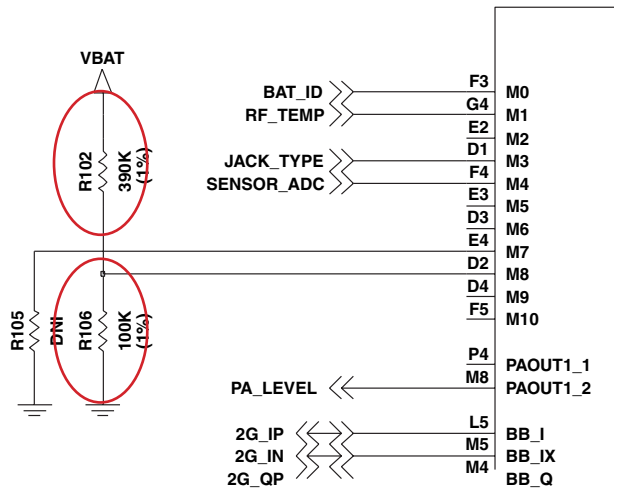 VBAT
R102
390K
(1%)
R105
DNI
R106
100K
(1%)
BAT_ID
RF_TEMP
JACK_TYPE
SENSOR_ADC
F3 M0
G4 M1
E2 M2
D1 M3
F4 M4
E3 M5
D3 M6
E4 M7
D2 M8
D4 M9
F5 M10
P4 PAOUT1_1
PA_LEVEL M8 PAOUT1_2
2G_IP L5 BB_I
2G_IN M5 BB_IX
2G_QP M4 BB_Q